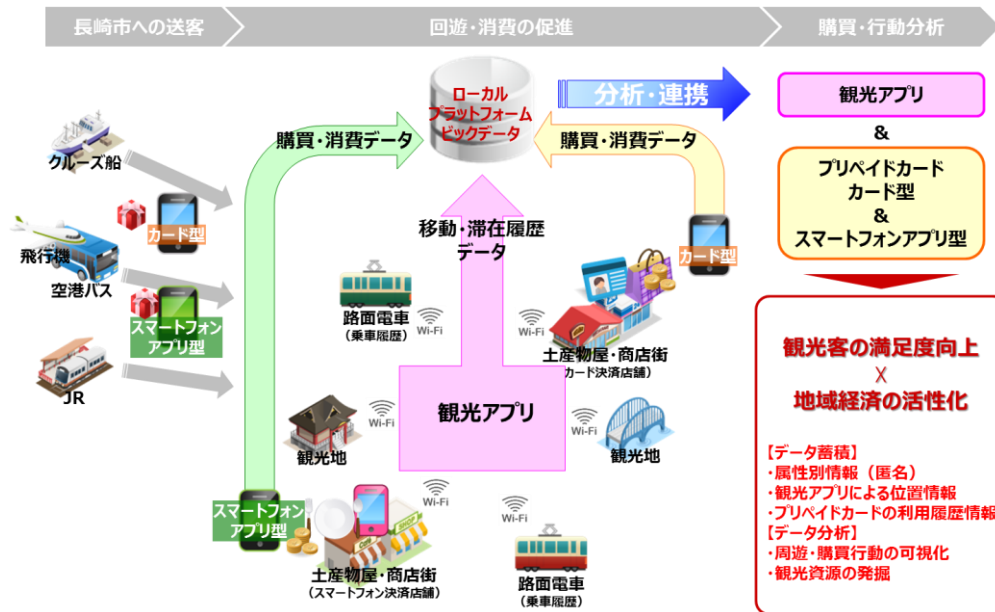 長崎市への送客
回遊・消費の促進
購買・行動分析
ローカル
プラットフォーム
ビックデータ
分析・連携
観光アプリ
&
プリペイドカード
カード型
&
スマートフォンアプリ型
購買・消費データ
購買・消費データ
クルーズ船
カード型
飛行機
空港バス
スマートフォン
アプリ型
JR
移動・滞在履歴
データ
カード型
路面電車
(乗車履歴)
Wi-Fi
Wi-Fi
土産物屋・商店街
(カード決済店舗)
観光アプリ
Wi-Fi
Wi-Fi
観光地
観光地
Wi-Fi
Wi-Fi
スマートフォン
アプリ型
土産物屋・商店街
(スマートフォン決済店舗)
路面電車
(乗車履歴)
観光客の満足度向上
X
地域経済の活性化
【データ蓄積】
・属性別情報（匿名）
・観光アプリによる位置情報
・プリペイドカードの利用履歴情報
【データ分析】
・周遊・購買行動の可視化
・観光資源の発掘